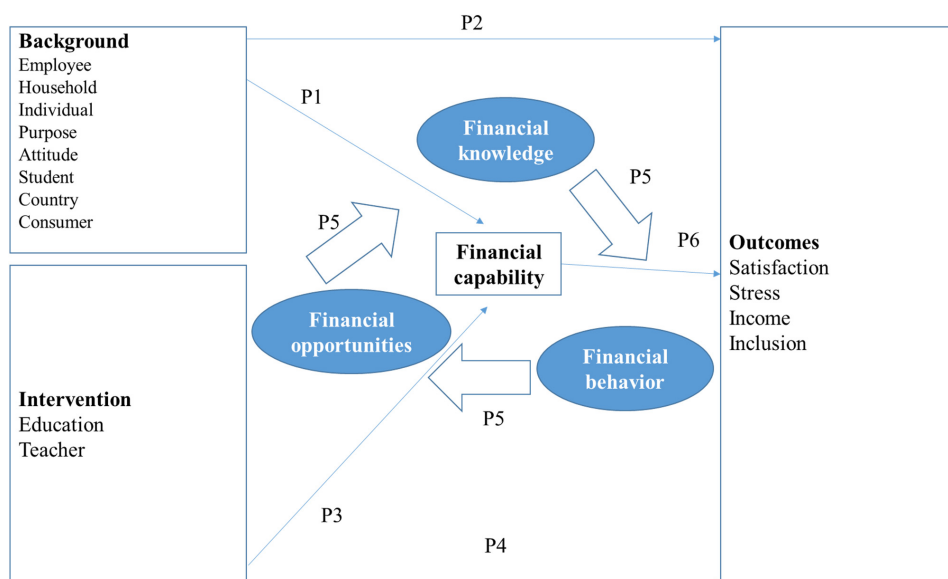 P2
Background
Employee
Household
Individual
Purpose
Attitude
Student
Country
Consumer
P1
Financial
knowledge
P5
P5
P6
Financial
capability
Outcomes
Satisfaction
Stress
Income
Inclusion
Financial
opportunities
Financial
behavior
P5
Intervention
Education
Teacher
P3
P4